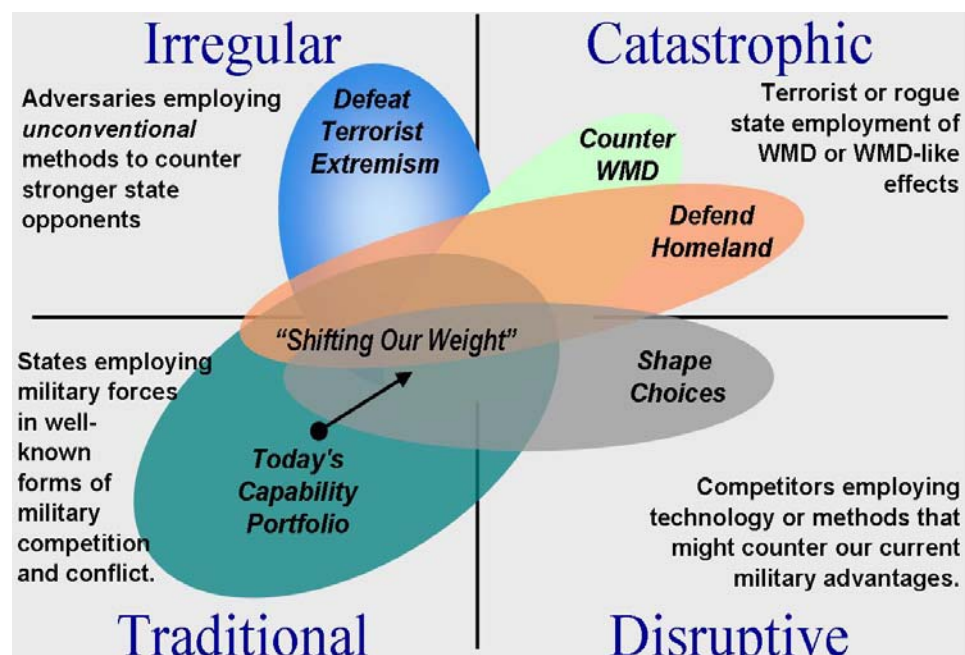 Irregular
Adversaries employing
unconventional
methods to counter
stronger state
opponents
Defeat
Terrorist
Extremism
Catastrophic
Terrorist or rogue
state employment of
WMD or WMD-like
effects
Counter
WMD
Defend
Homeland
“Shifting Our Weight”
States employing
military forces
in well-
known
forms of
military
competition
and conflict.
Today's
Capability
Portfolio
Traditional
Shape
Choices
Competitors employing
technology or methods that
might counter our current
military advantages.
Disruptive